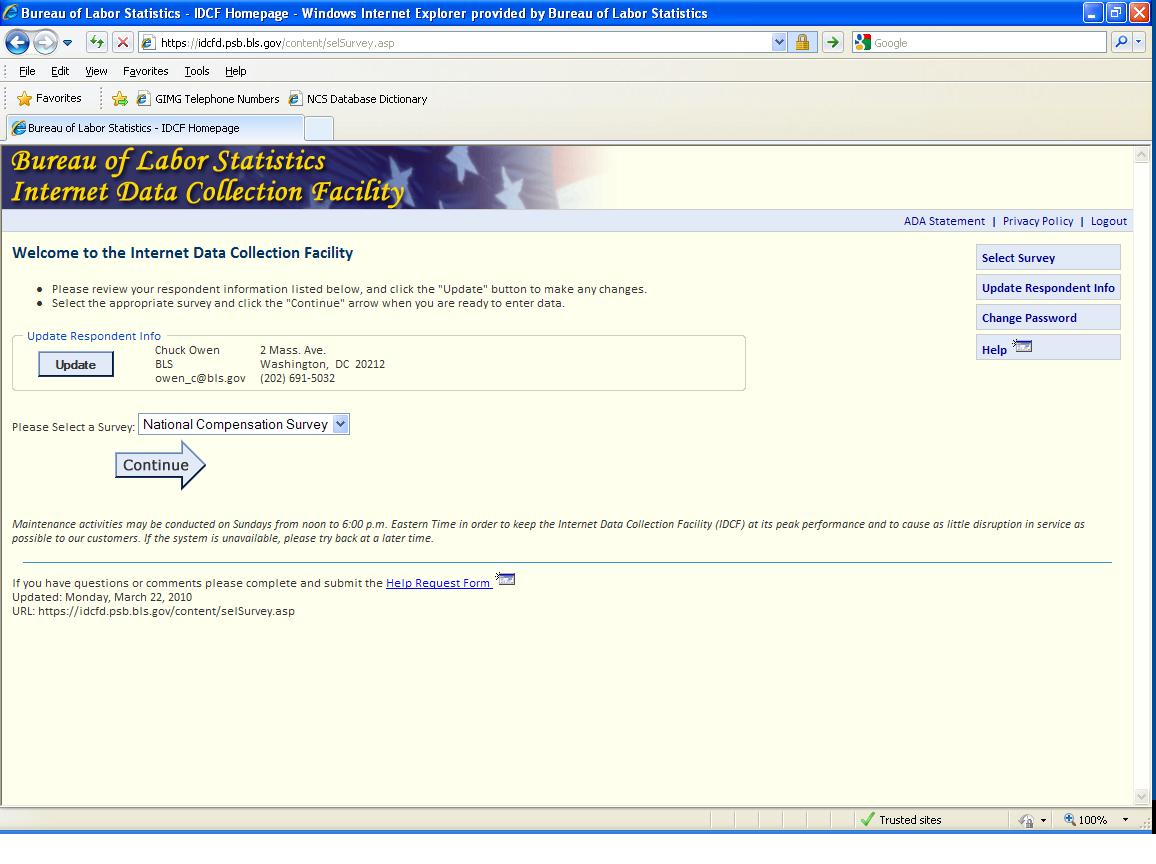 Bureau of Labor Statistics - IDCF Homepage - Windows Internet Explorer provided by Bureau of Labor Statistics
https://idcfd.psb.bls.gov/content/selSurvey.asp
Google
File Edit View Favorites Tools Help
Favorites GIMG Telephone Numbers NCS Database Dictionary
Bureau of Labor Statistics - IDCF Homepage
Bureau of Labor Statistics
Internet Data Collection Facility
ADA Statement | Privacy Policy | Logout
Welcome to the Internet Data Collection Facility
• Please review your respondent information listed below, and click the "Update" button to make any changes.
• Select the appropriate survey and click the "Continue" arrow when you are ready to enter data.
Select Survey
Update Respondent Info
Change Password
Help
Update Respondent Info
Update
Chuck Owen 2 Mass. Ave.
BLS Washington, DC 20212
owen_c@bls.gov (202) 691-5032
Please Select a Survey: National Compensation Survey
Continue
Maintenance activities may be conducted on Sundays from noon to 6:00 p.m. Eastern Time in order to keep the Internet Data Collection Facility (IDCF) at its peak performance and to cause as little disruption in service as
possible to our customers. If the system is unavailable, please try back at a later time.
If you have questions or comments please complete and submit the Help Request Form
Updated: Monday, March 22, 2010
URL: https://idcfd.psb.bls.gov/content/selSurvey.asp
Trusted sites 100%